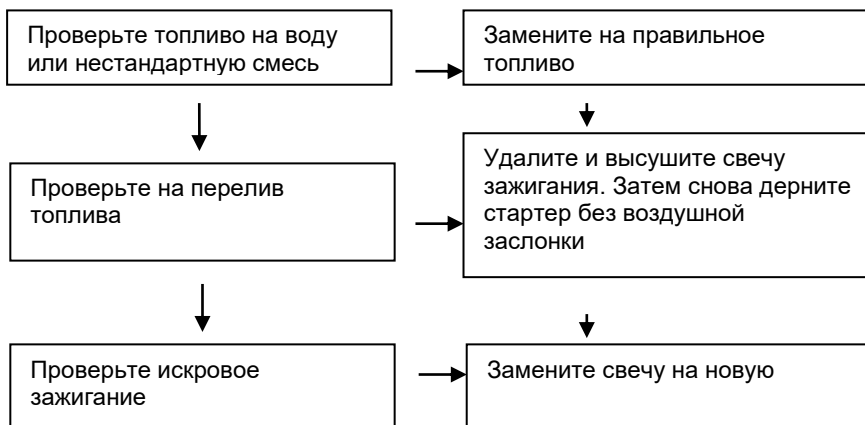 Проверьте топливо на воду
или нестандартную смесь
Замените на правильное
топливо
Проверьте на перелив
топлива
Удалите и высушите свечу
зажигания. Затем снова дерните
стартер без воздушной
заслонки
Проверьте искровое
зажигание
Замените свечу на новую